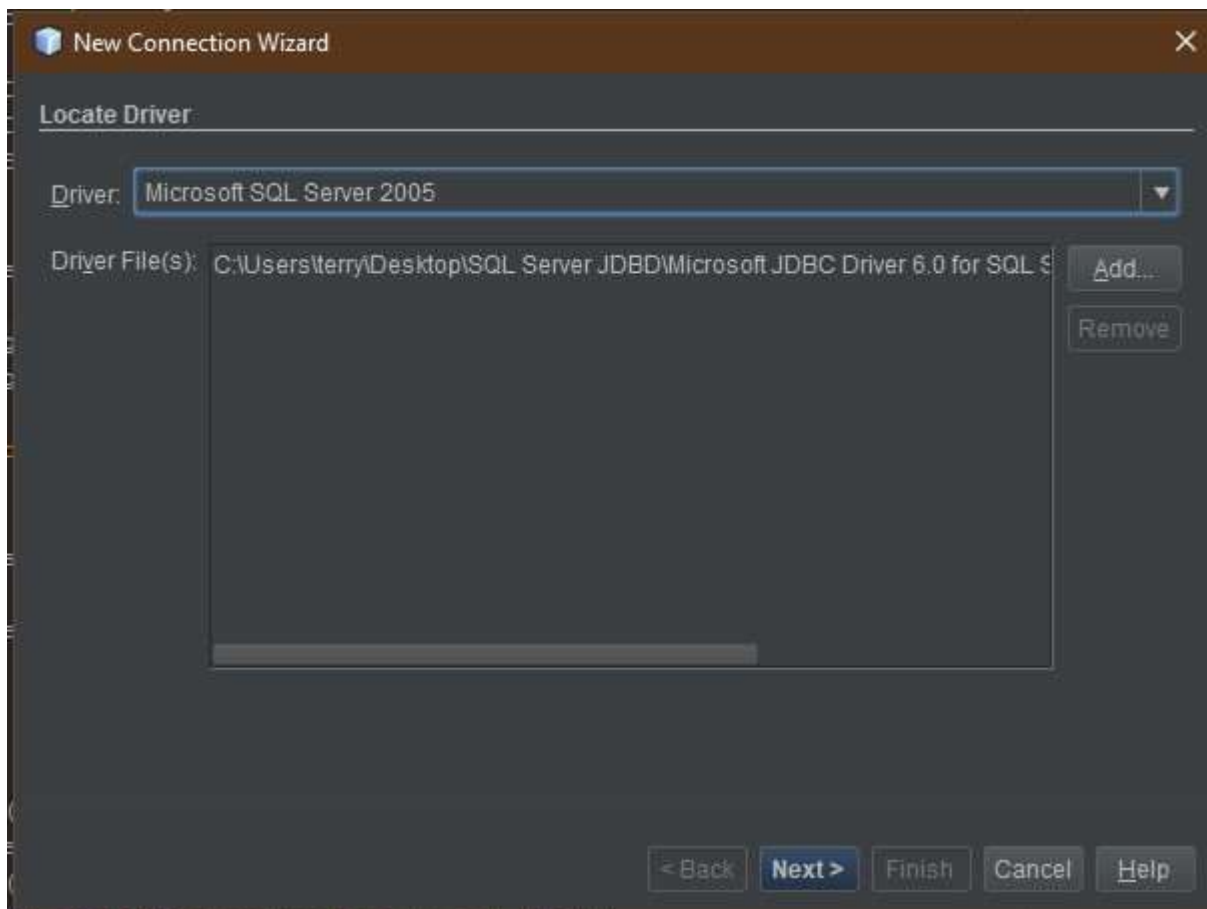 New Connection Wizard
Locate Driver
Driver: Microsoft SQL Server 2005
Driver File(s): C:\Users\terry\Desktop\SQL Server JDBD\Microsoft JDBC Driver 6.0 for SQL S
Add...
Remove
< Back Next > Finish Cancel Help